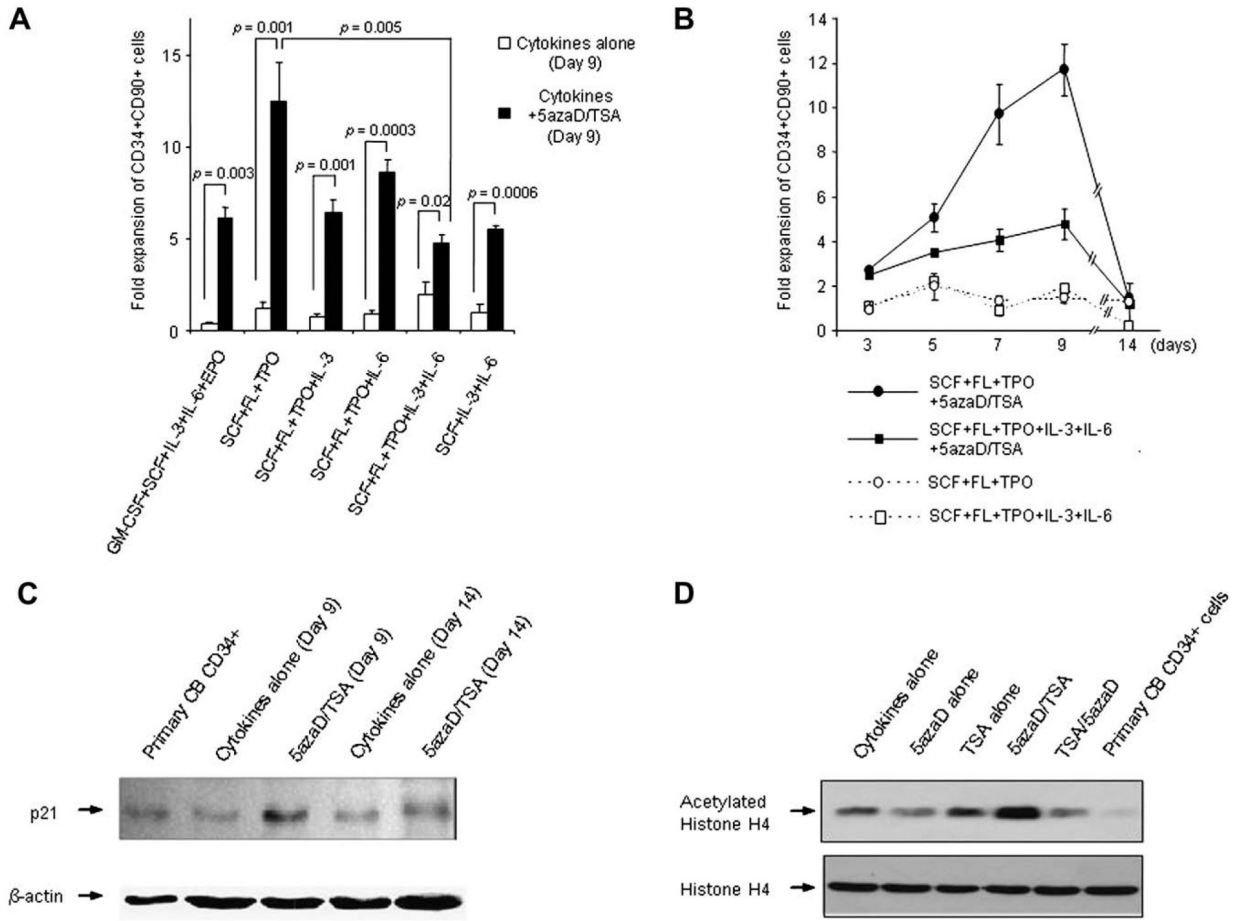 A
Fold expansion of CD34+CD90+ cells
15
10
5
0
p = 0.001
p = 0.005
p = 0.003
p = 0.001
p = 0.0003
p = 0.02
p = 0.0006
Cytokines alone
(Day 9)
Cytokines
+5azaD/TSA
(Day 9)
GM-CSF+SCF+IL-3+IL-6+EPO
SCF+FL+TPO
SCF+FL+TPO+IL-3
SCF+FL+TPO+IL-6
SCF+FL+TPO+IL-3+IL-6
SCF+IL-3+IL-6
B
Fold expansion of CD34+CD90+ cells
14
12
10
8
6
4
2
0
3 5 7 9 14 (days)
SCF+FL+TPO
+5azaD/TSA
SCF+FL+TPO+IL-3+IL-6
+5azaD/TSA
SCF+FL+TPO
SCF+FL+TPO+IL-3+IL-6
C
Primary CB CD34+
Cytokines alone (Day 9)
5azaD/TSA (Day 9)
Cytokines alone (Day 14)
5azaD/TSA (Day 14)
p21
ß-actin
D
Cytokines alone
5azaD alone
TSA alone
5azaD/TSA
TSA/5azaD
Primary CB CD34+ cells
Acetylated
Histone H4
Histone H4